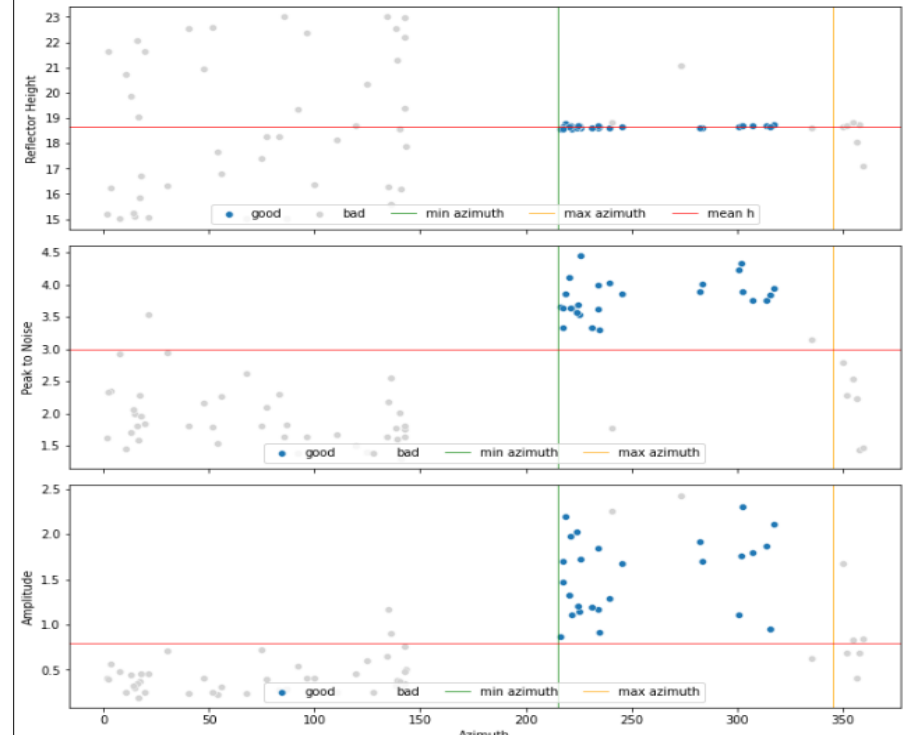 23
22
21
20
19
18
17
16
15
Reflector Height
good bad min azimuth max azimuth mean h
4.5
4.0
3.5
3.0
2.5
2.0
1.5
Peak to Noise
good bad min azimuth max azimuth
2.5
2.0
1.5
1.0
0.5
Amplitude
good bad min azimuth max azimuth
0 50 100 150 200 250 300 350
Azimuth